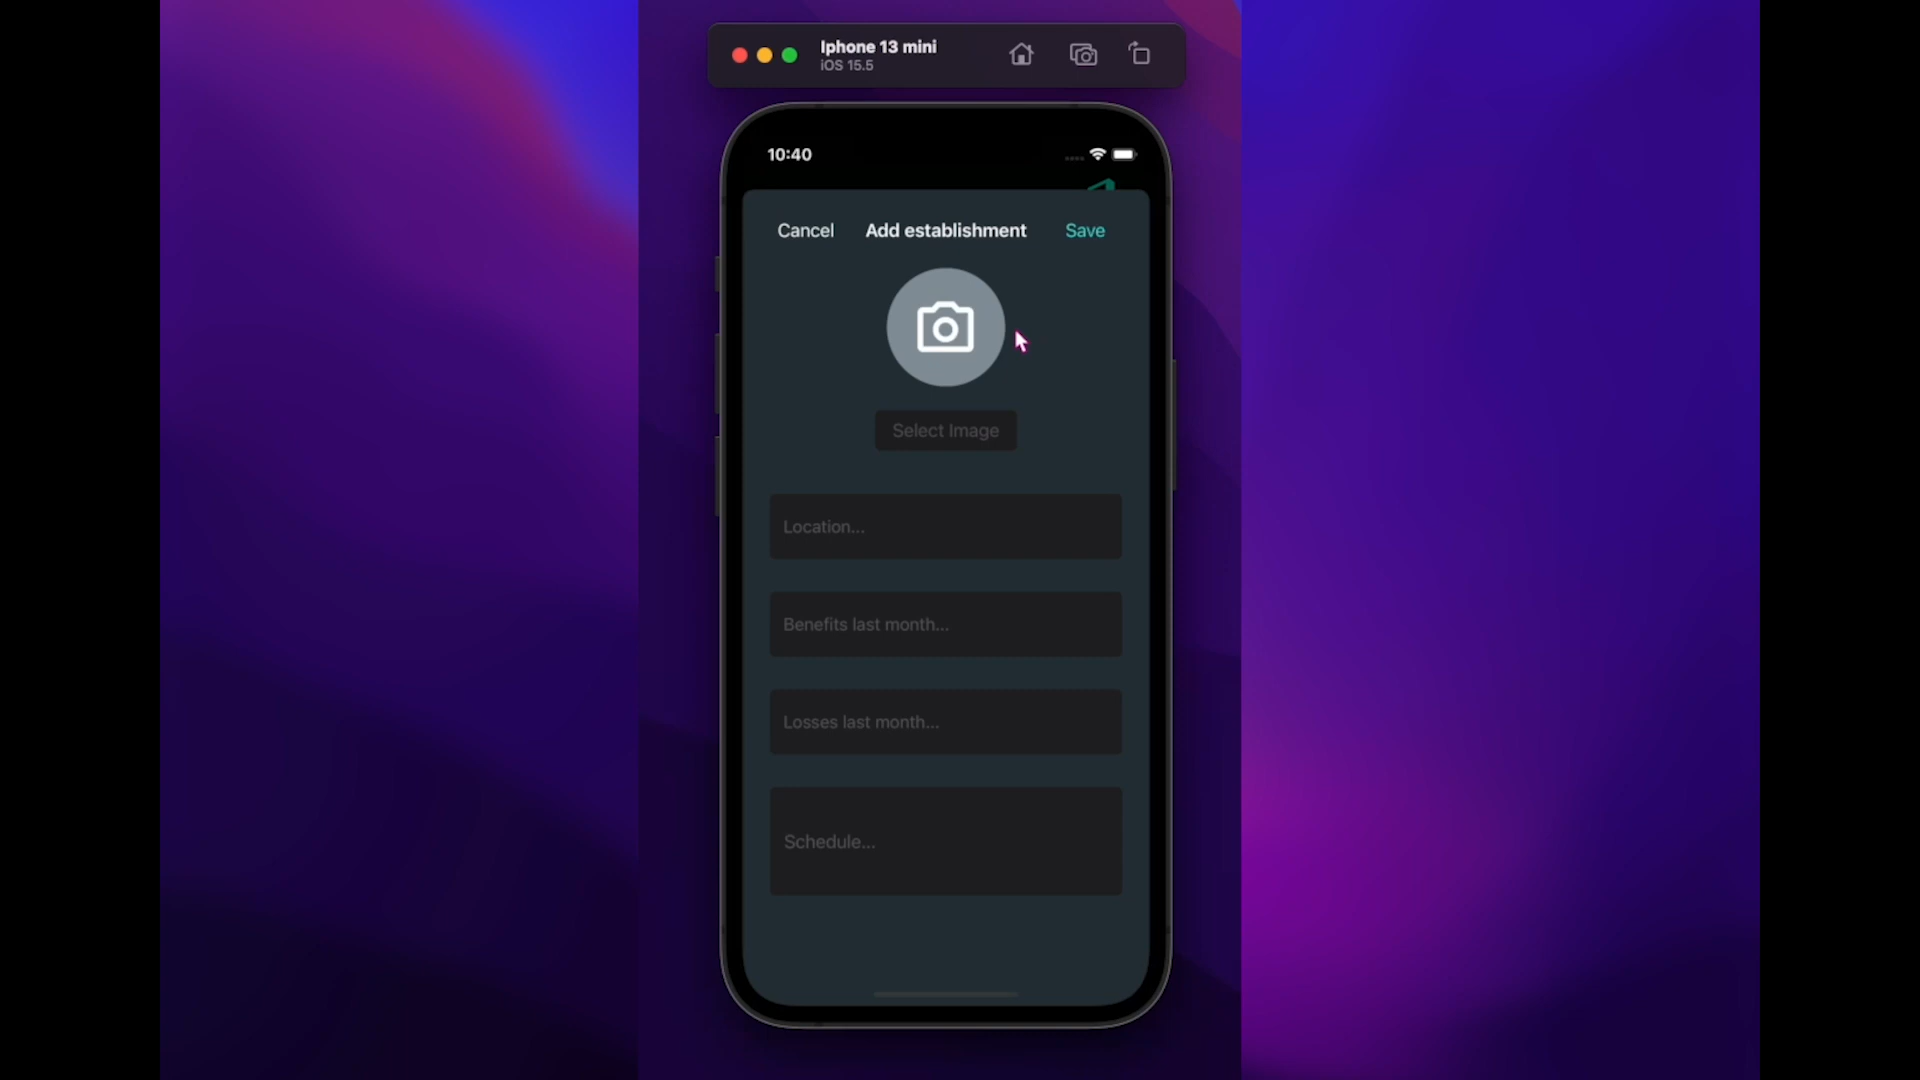 Iphone 13 mini
iOS 15.5
10:40
Cancel
Add establishment
Save
Select Image
Location...
Benefits last month...
Losses last month...
Schedule...